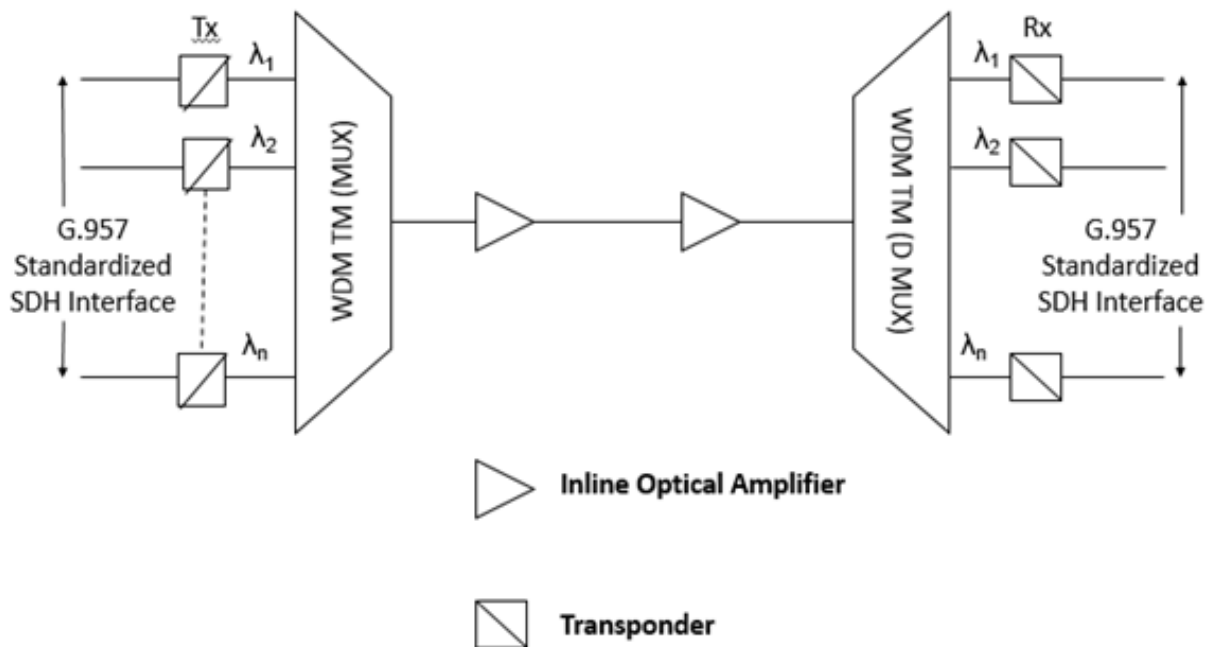 Tx
λ1
λ2
λn
G.957
Standardized
SDH Interface
WDM TM (MUX)
WDM TM (D MUX)
Rx
λ1
λ2
λn
G.957
Standardized
SDH Interface
Inline Optical Amplifier
Transponder